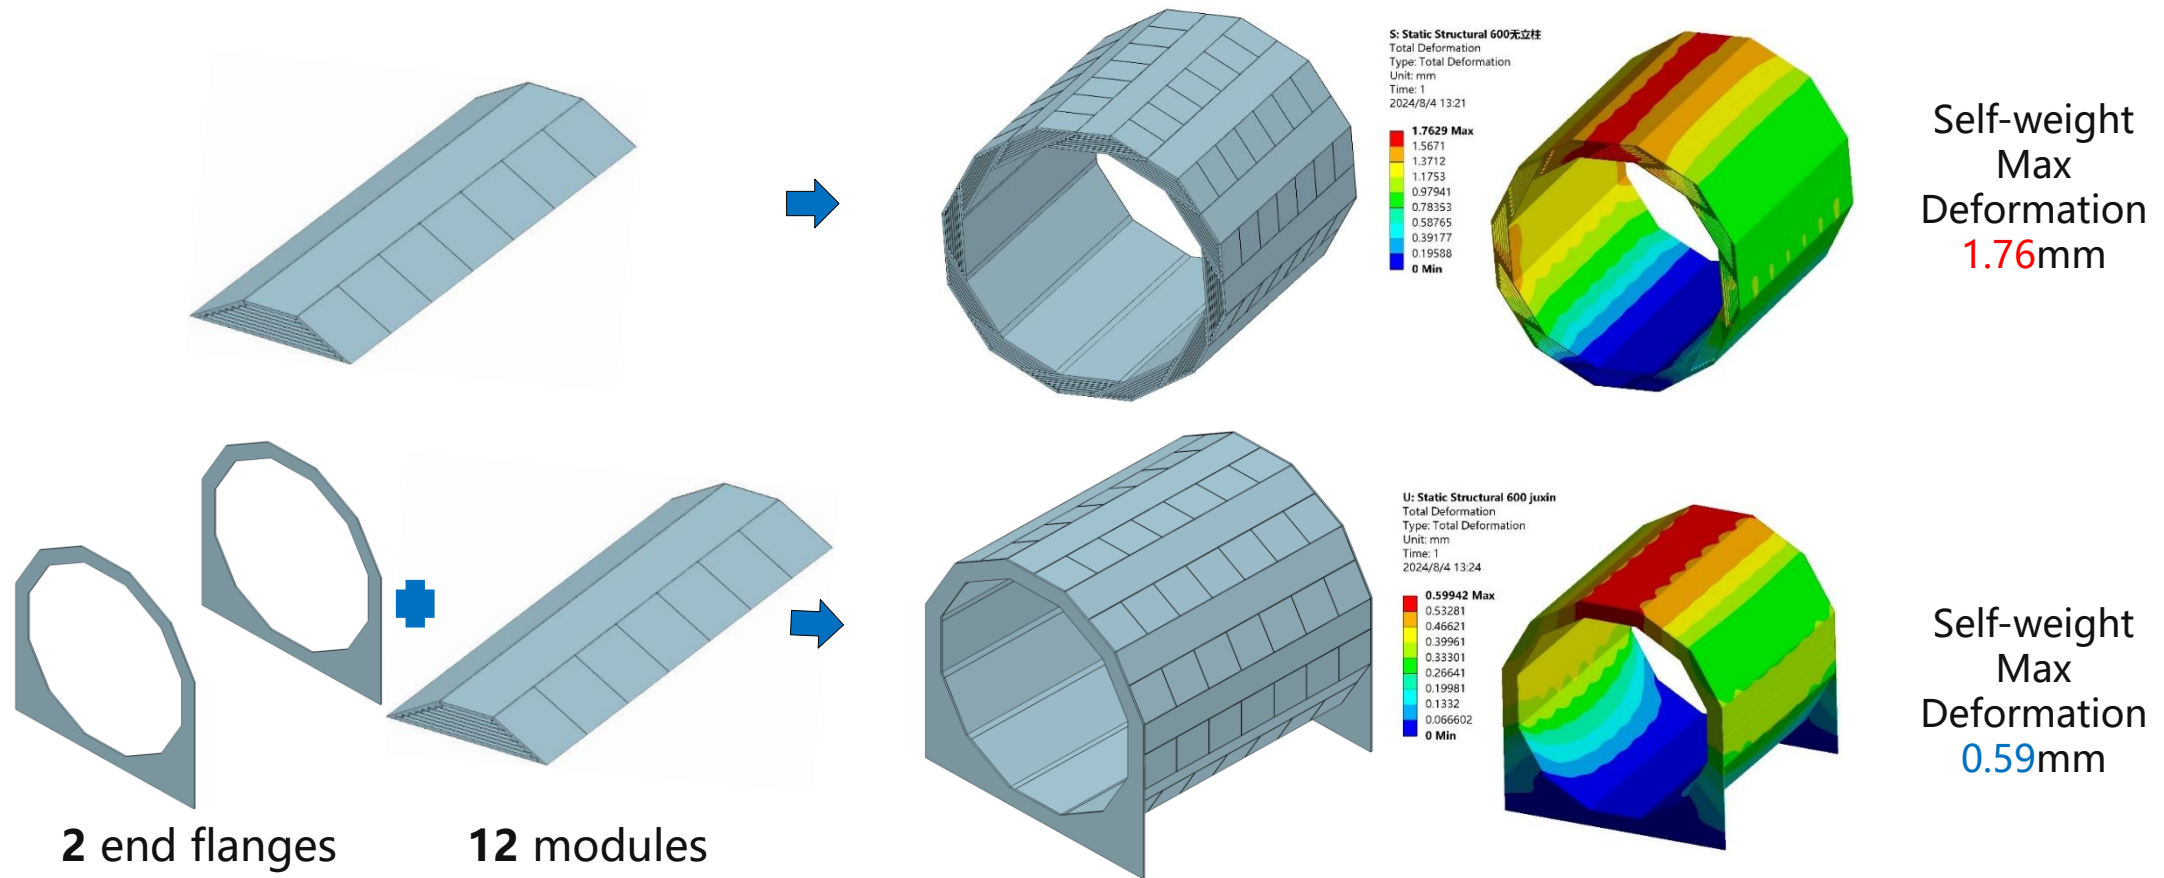 S: Static Structural 600无立柱
Total Deformation
Type: Total Deformation
Unit: mm
Time: 1
2024/8/4 13:21
1.7629 Max
1.5671
1.3712
1.1753
0.97941
0.78353
0.58765
0.39177
0.19588
0 Min
Self-weight
Max
Deformation
1.76mm
U: Static Structural 600 juxin
Total Deformation
Type: Total Deformation
Unit: mm
Time: 1
2024/8/4 13:24
0.59942 Max
0.53281
0.46621
0.39961
0.33301
0.26641
0.19981
0.1332
0.066602
0 Min
Self-weight
Max
Deformation
0.59mm
2 end flanges
12 modules